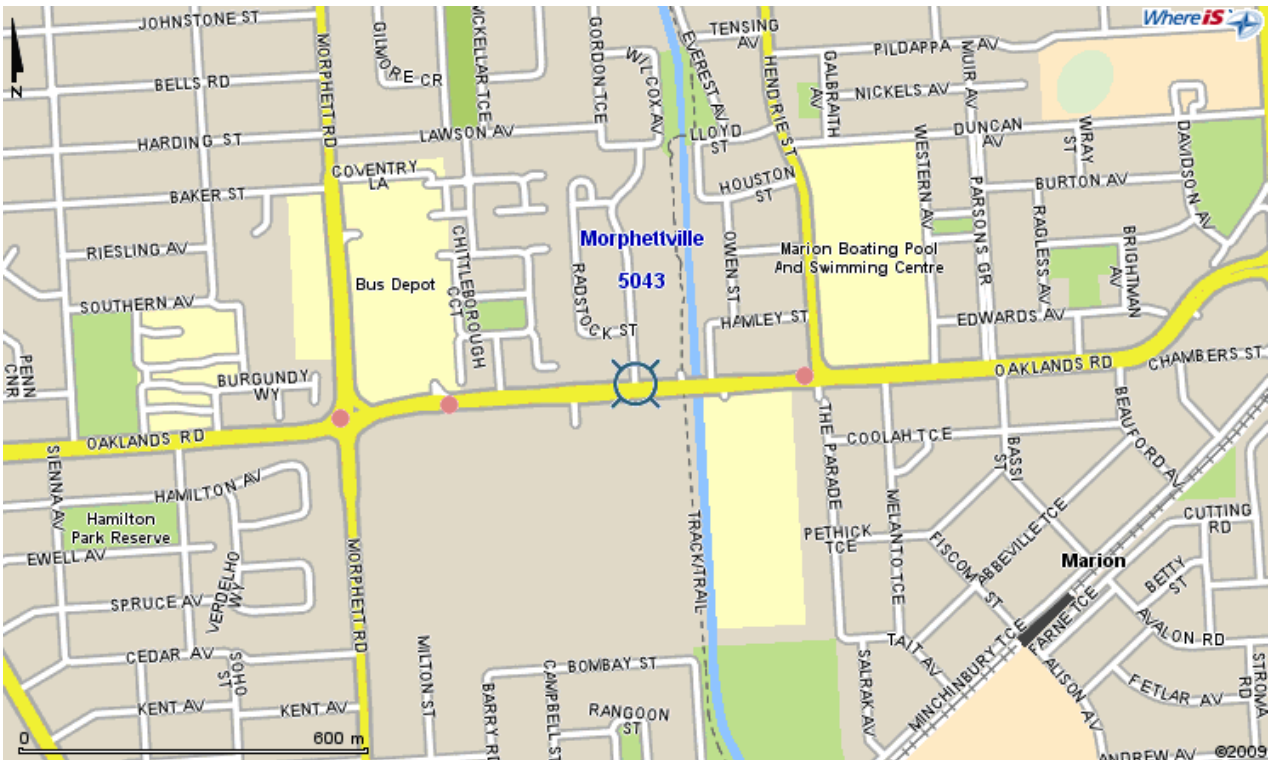 WhereiS
JOHNSTONE ST
MORPHETT RD
GILMORE CR
MCKELLAR TCE
GORDON TCE
WILCOX AV
EVEREST AV
TENSING
AV
HENDRIE ST
PILDAPPA AV
GALBRAITH
AV
MUIR AV
NICKELS AV
N
BELLS RD
HARDING ST
LAWSON AV
LLOYD
ST
DUNCAN
AV
WRAY
ST
DAVIDSON AV
WESTERN AV
COVENTRY
LA
BAKER ST
HOUSTON
ST
PARSONS GR
BURTON AV
RAGLESS AV
BRIGHTMAN
AV
RIESLING AV
Morphettville
5043
OWEN ST
Marion Boating Pool
And Swimming Centre
Bus Depot
CHITTLEBOROUGH
CCT
RADSTOCK ST
SOUTHERN AV
HAMLEY ST
EDWARDS AV
PENN
CNR
BURGUNDY
WY
OAKLANDS RD
CHAMBERS ST
OAKLANDS RD
SIENNA AV
THE PARADE
COOLAH TCE
BASSI
ST
BEAUFORD AV
HAMILTON AV
Hamilton
Park Reserve
MELANTO TCE
CUTTING
RD
TRACK/TRAIL
PETHICK
TCE
FISCOM ST
ABBEVILLE TCE
Marion
EWELL AV
VERDELHO
WY
MORPHETT RD
BETTY
ST
SPRUCE AV
FARNE TCE
AVALON RD
CEDAR AV
SOHO
ST
MILTON ST
BOMBAY ST
TAIT AV
SALRAK AV
MINCHINBURY TCE
ALISON AV
FETLAR AV
STROMA
RD
BARRY RD
CAMPBELL ST
KENT AV
KENT AV
RANGOON
ST
0
600 m
ANDREW AV
©2009